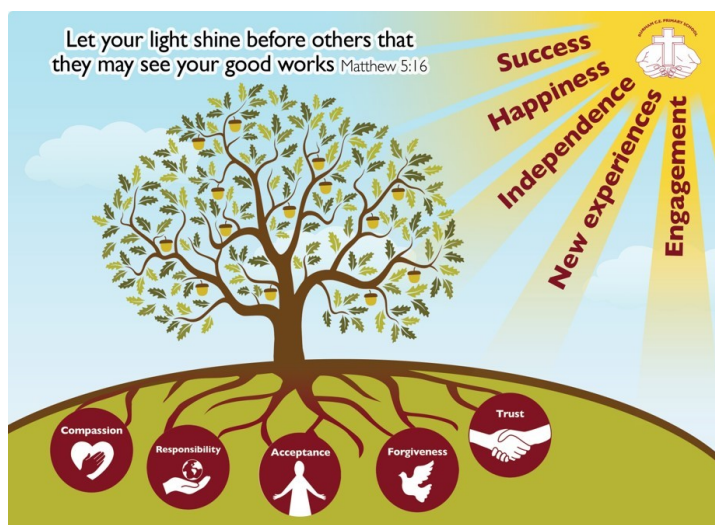 Let your light shine before others that
they may see your good works Matthew 5:16
Success
Happiness
Independence
New experiences
Engagement
Compassion
Responsibility
Acceptance
Forgiveness
Trust